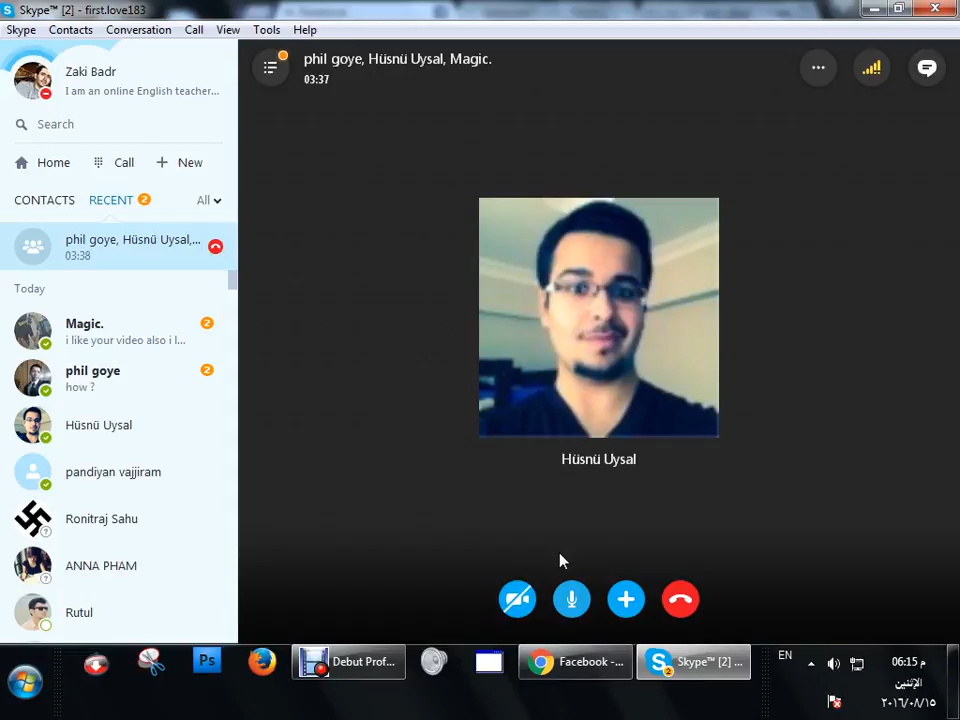 Skype™ [2] - first.love183
Skype Contacts Conversation Call View Tools Help
Zaki Badr
I am an online English teacher...
Search
Home Call New
CONTACTS RECENT 2 All
phil goye, Hüsnü Uysal,...
03:38
Today
Magic. 2
i like your video also i l...
phil goye 2
how ?
Hüsnü Uysal
pandiyan vajjiram
Ronitraj Sahu
ANNA PHAM
Rutul
phil goye, Hüsnü Uysal, Magic.
03:37
Hüsnü Uysal
Ps
Debut Prof...
Facebook -...
2
Skype™ [2] ...
EN
06:15 م
الإثنين
٢٠١٦/٠٨/١٥